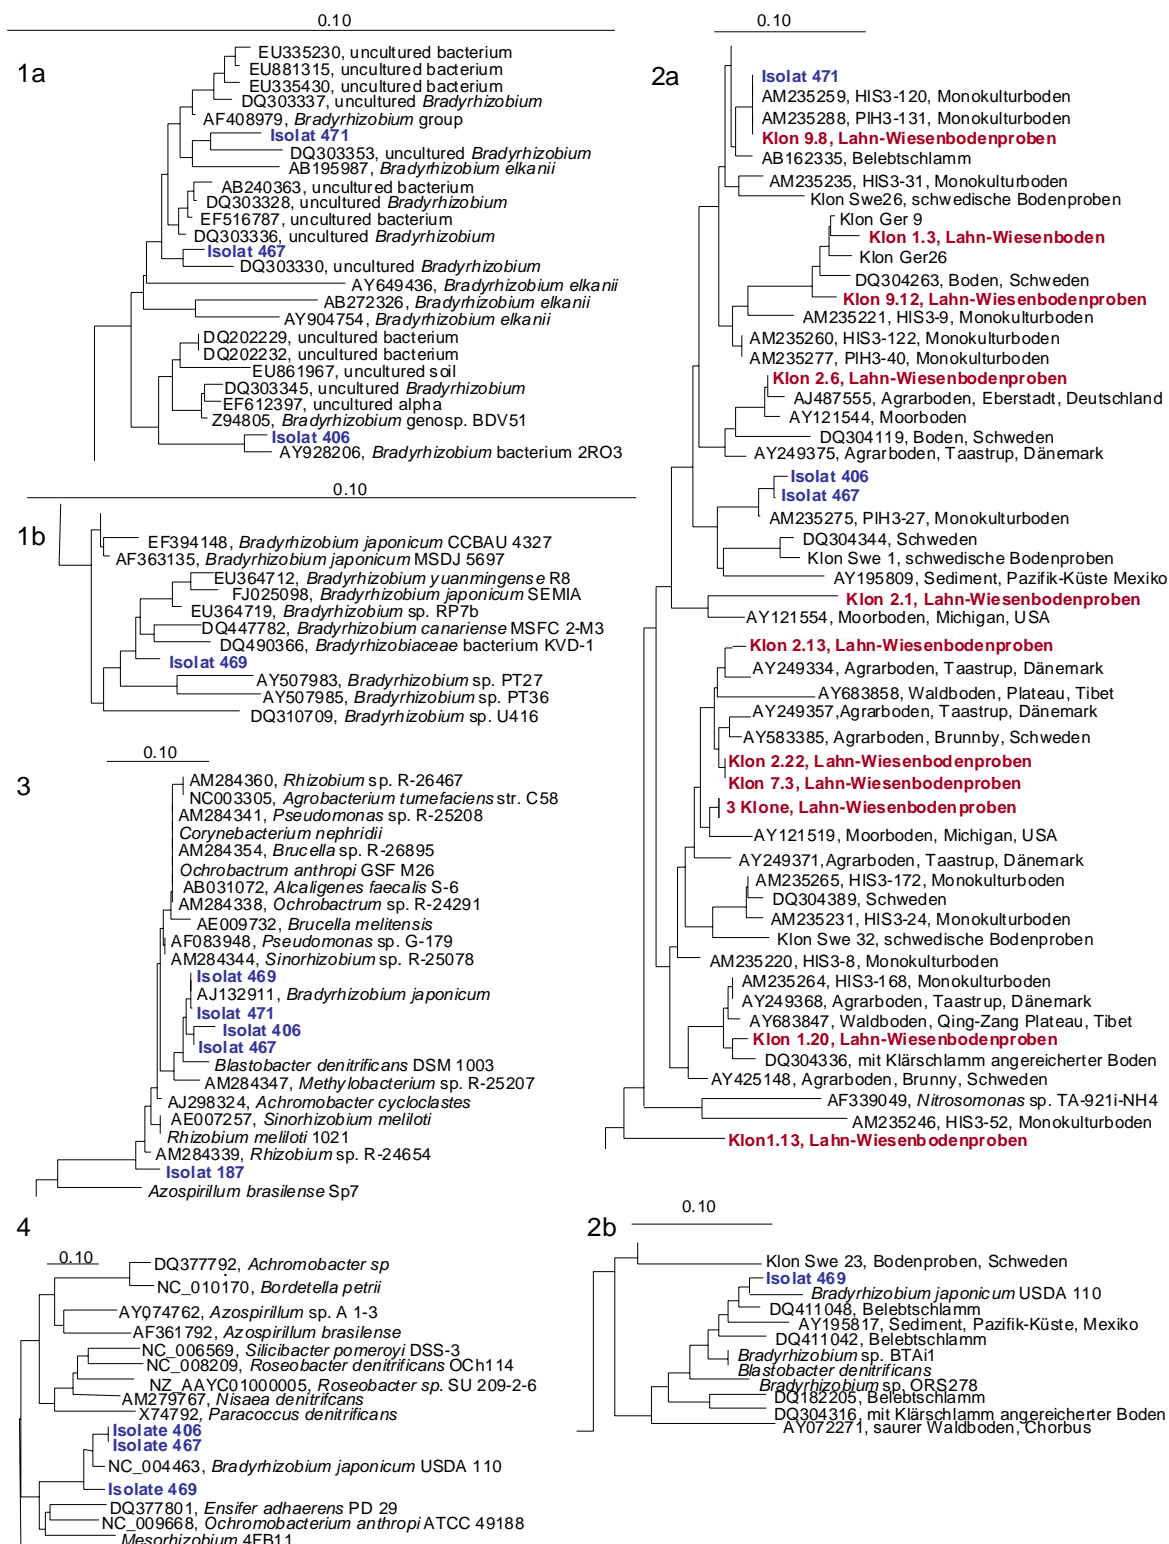 0.10
1a
EU335230, uncultured bacterium
EU881315, uncultured bacterium
EU335430, uncultured bacterium
DQ303337, uncultured Bradyrhizobium
AF408979, Bradyrhizobium group
Isolat 471
DQ303353, uncultured Bradyrhizobium
AB195987, Bradyrhizobium elkanii
AB240363, uncultured bacterium
DQ303328, uncultured Bradyrhizobium
EF516787, uncultured bacterium
DQ303336, uncultured Bradyrhizobium
Isolat 467
DQ303330, uncultured Bradyrhizobium
AY649436, Bradyrhizobium elkanii
AB272326, Bradyrhizobium elkanii
AY904754, Bradyrhizobium elkanii
DQ202229, uncultured bacterium
DQ202232, uncultured bacterium
EU861967, uncultured soil
DQ303345, uncultured Bradyrhizobium
EF612397, uncultured alpha
Z94805, Bradyrhizobium genosp. BDV51
Isolat 406
AY928206, Bradyrhizobium bacterium 2RO3
0.10
1b
EF394148, Bradyrhizobium japonicum CCBAU 4327
AF363135, Bradyrhizobium japonicum MSDJ 5697
EU364712, Bradyrhizobium yuanmingense R8
FJ025098, Bradyrhizobium japonicum SEMIA
EU364719, Bradyrhizobium sp. RP7b
DQ447782, Bradyrhizobium canariense MSFC 2-M3
DQ490366, Bradyrhizobiaceae bacterium KVD-1
Isolat 469
AY507983, Bradyrhizobium sp. PT27
AY507985, Bradyrhizobium sp. PT36
DQ310709, Bradyrhizobium sp. U416
0.10
3
AM284360, Rhizobium sp. R-26467
NC003305, Agrobacterium tumefaciens str. C58
AM284341, Pseudomonas sp. R-25208
Corynebacterium nephridii
AM284354, Brucella sp. R-26895
Ochrobactrum anthropi GSF M26
AB031072, Alcaligenes faecalis S-6
AM284338, Ochrobactrum sp. R-24291
AE009732, Brucella melitensis
AF083948, Pseudomonas sp. G-179
AM284344, Sinorhizobium sp. R-25078
Isolat 469
AJ132911, Bradyrhizobium japonicum
Isolat 471
Isolat 406
Isolat 467
Blastobacter denitrificans DSM 1003
AM284347, Methylobacterium sp. R-25207
AJ298324, Achromobacter cycloclastes
AE007257, Sinorhizobium meliloti
Rhizobium meliloti 1021
AM284339, Rhizobium sp. R-24654
Isolat 187
Azospirillum brasilense Sp7
4
0.10
DQ377792, Achromobacter sp
NC_010170, Bordetella petrii
AY074762, Azospirillum sp. A 1-3
AF361792, Azospirillum brasilense
NC_006569, Silicibacter pomeroyi DSS-3
NC_008209, Roseobacter denitrificans OCh114
NZ_AAYC01000005, Roseobacter sp. SU 209-2-6
AM279767, Nisaea denitrifcans
X74792, Paracoccus denitrificans
Isolate 406
Isolate 467
NC_004463, Bradyrhizobium japonicum USDA 110
Isolate 469
DQ377801, Ensifer adhaerens PD 29
NC_009668, Ochromobacterium anthropi ATCC 49188
Mesorhizobium 4FB11
0.10
2a
Isolat 471
AM235259, HIS3-120, Monokulturboden
AM235288, PIH3-131, Monokulturboden
Klon 9.8, Lahn-Wiesenbodenproben
AB162335, Belebtschlamm
AM235235, HIS3-31, Monokulturboden
Klon Swe26, schwedische Bodenproben
Klon Ger 9
Klon 1.3, Lahn-Wiesenboden
Klon Ger26
DQ304263, Boden, Schweden
Klon 9.12, Lahn-Wiesenbodenproben
AM235221, HIS3-9, Monokulturboden
AM235260, HIS3-122, Monokulturboden
AM235277, PIH3-40, Monokulturboden
Klon 2.6, Lahn-Wiesenbodenproben
AJ487555, Agrarboden, Eberstadt, Deutschland
AY121544, Moorboden
DQ304119, Boden, Schweden
AY249375, Agrarboden, Taastrup, Dänemark
Isolat 406
Isolat 467
AM235275, PIH3-27, Monokulturboden
DQ304344, Schweden
Klon Swe 1, schwedische Bodenproben
AY195809, Sediment, Pazifik-Küste Mexiko
Klon 2.1, Lahn-Wiesenbodenproben
AY121554, Moorboden, Michigan, USA
Klon 2.13, Lahn-Wiesenbodenproben
AY249334, Agrarboden, Taastrup, Dänemark
AY683858, Waldboden, Plateau, Tibet
AY249357,Agrarboden, Taastrup, Dänemark
AY583385, Agrarboden, Brunnby, Schweden
Klon 2.22, Lahn-Wiesenbodenproben
Klon 7.3, Lahn-Wiesenbodenproben
3 Klone, Lahn-Wiesenbodenproben
AY121519, Moorboden, Michigan, USA
AY249371,Agrarboden, Taastrup, Dänemark
AM235265, HIS3-172, Monokulturboden
DQ304389, Schweden
AM235231, HIS3-24, Monokulturboden
Klon Swe 32, schwedische Bodenproben
AM235220, HIS3-8, Monokulturboden
AM235264, HIS3-168, Monokulturboden
AY249368, Agrarboden, Taastrup, Dänemark
AY683847, Waldboden, Qing-Zang Plateau, Tibet
Klon 1.20, Lahn-Wiesenbodenproben
DQ304336, mit Klärschlamm angereicherter Boden
AY425148, Agrarboden, Brunny, Schweden
AF339049, Nitrosomonas sp. TA-921i-NH4
AM235246, HIS3-52, Monokulturboden
Klon1.13, Lahn-Wiesenbodenproben
0.10
2b
Klon Swe 23, Bodenproben, Schweden
Isolat 469
Bradyrhizobium japonicum USDA 110
DQ411048, Belebtschlamm
AY195817, Sediment, Pazifik-Küste, Mexiko
DQ411042, Belebtschlamm
Bradyrhizobium sp. BTAi1
Blastobacter denitrificans
Bradyrhizobium sp, ORS278
DQ182205, Belebtschlamm
DQ304316, mit Klärschlamm angereicherter Boden
AY072271, saurer Waldboden, Chorbus